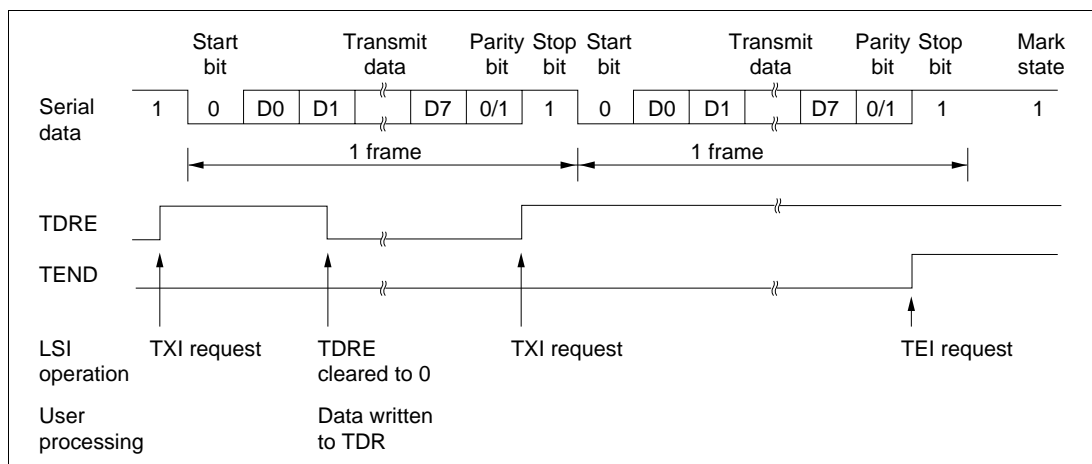 Start bit Transmit data Parity bit Stop bit Start bit Transmit data Parity bit Stop bit Mark state
Serial data 1 0 D0 D1 D7 0/1 1 0 D0 D1 D7 0/1 1 1
1 frame 1 frame
TDRE
TEND
LSI operation TXI request TDRE cleared to 0 TXI request TEI request
User processing Data written to TDR